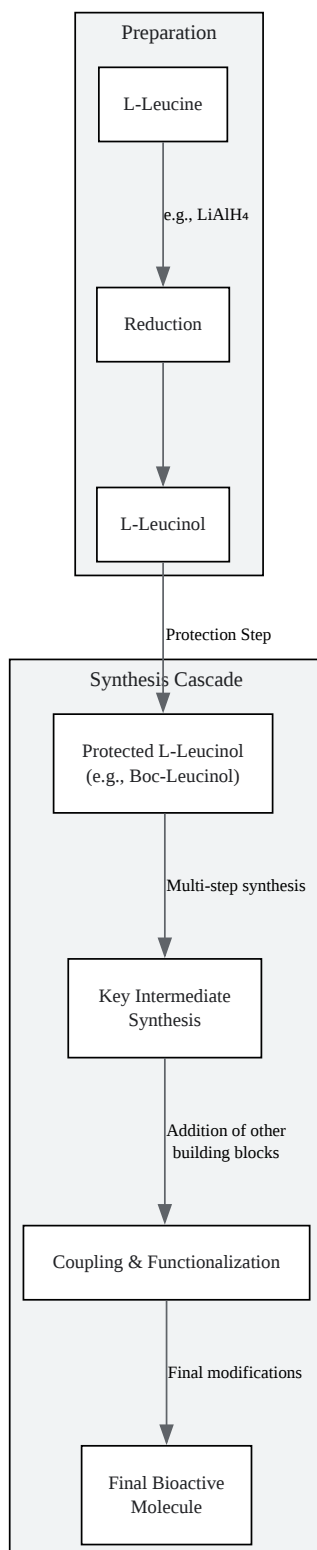 Preparation
L-Leucine
e.g., LiAlH₄
Reduction
L-Leucinol
Protection Step
Synthesis Cascade
Protected L-Leucinol
(e.g., Boc-Leucinol)
Multi-step synthesis
Key Intermediate
Synthesis
Addition of other
building blocks
Coupling & Functionalization
Final modifications
Final Bioactive
Molecule